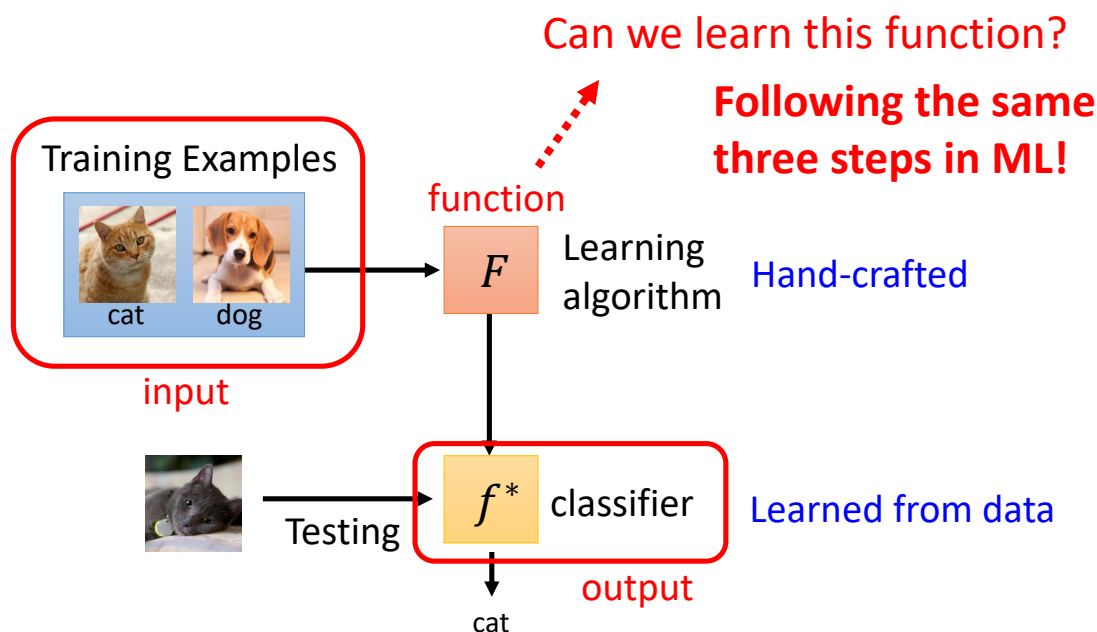 Can we learn this function?
Following the same
three steps in ML!
Training Examples
cat
dog
input
function
F
Learning
algorithm
Hand-crafted
Testing
f*
classifier
Learned from data
output
cat